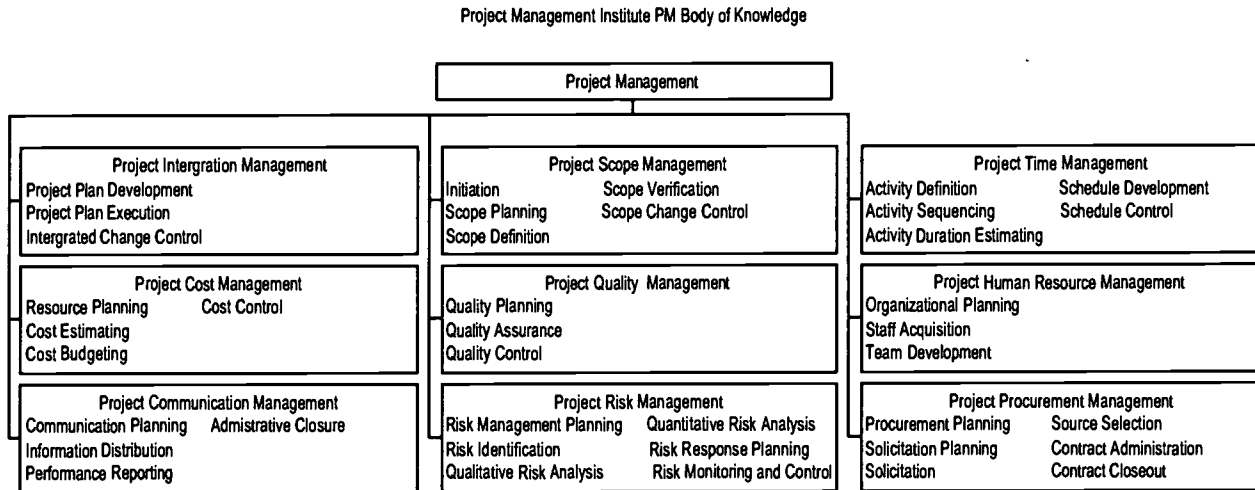 Project Management Institute PM Body of Knowledge
Project Management
Project Intergration Management
Project Plan Development
Project Plan Execution
Intergrated Change Control
Project Scope Management
Initiation Scope Verification
Scope Planning Scope Change Control
Scope Definition
Project Time Management
Activity Definition Schedule Development
Activity Sequencing Schedule Control
Activity Duration Estimating
Project Cost Management
Resource Planning Cost Control
Cost Estimating
Cost Budgeting
Project Quality Management
Quality Planning
Quality Assurance
Quality Control
Project Human Resource Management
Organizational Planning
Staff Acquisition
Team Development
Project Communication Management
Communication Planning Admistrative Closure
Information Distribution
Performance Reporting
Project Risk Management
Risk Management Planning Quantitative Risk Analysis
Risk Identification Risk Response Planning
Qualitative Risk Analysis Risk Monitoring and Control
Project Procurement Management
Procurement Planning Source Selection
Solicitation Planning Contract Administration
Solicitation Contract Closeout